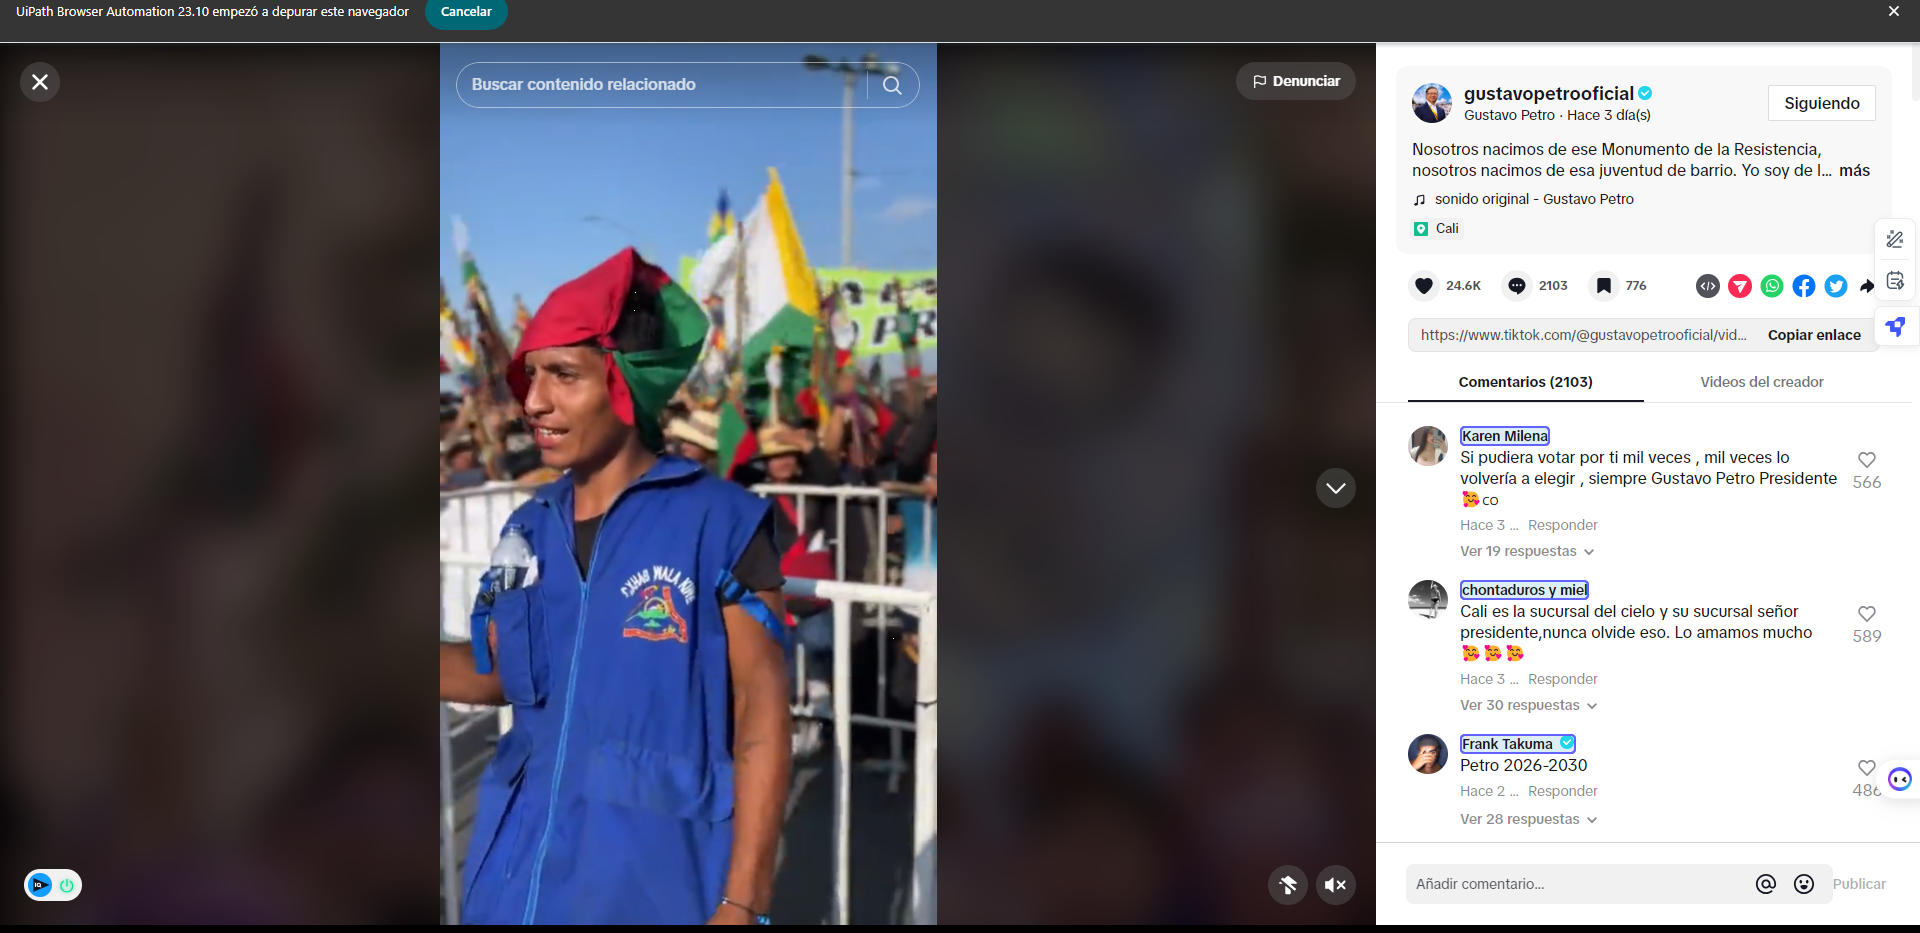 UiPath Browser Automation 23.10 empezó a depurar este navegador
Cancelar
Buscar contenido relacionado
Denunciar
gustavopetrooficial
Gustavo Petro · Hace 3 día(s)
Siguiendo
Nosotros nacimos de ese Monumento de la Resistencia,
nosotros nacimos de esa juventud de barrio. Yo soy de l... más
sonido original - Gustavo Petro
Cali
24.6K
2103
776
https://www.tiktok.com/@gustavopetrooficial/vid...
Copiar enlace
Comentarios (2103)
Videos del creador
Karen Milena
Si pudiera votar por ti mil veces , mil veces lo
volvería a elegir , siempre Gustavo Petro Presidente
🥰 CO
566
Hace 3 ... Responder
Ver 19 respuestas
chontaduros y miel
Cali es la sucursal del cielo y su sucursal señor
presidente,nunca olvide eso. Lo amamos mucho
🥰 🥰 🥰
589
Hace 3 ... Responder
Ver 30 respuestas
Frank Takuma
Petro 2026-2030
486
Hace 2 ... Responder
Ver 28 respuestas
Añadir comentario...
Publicar
WALA